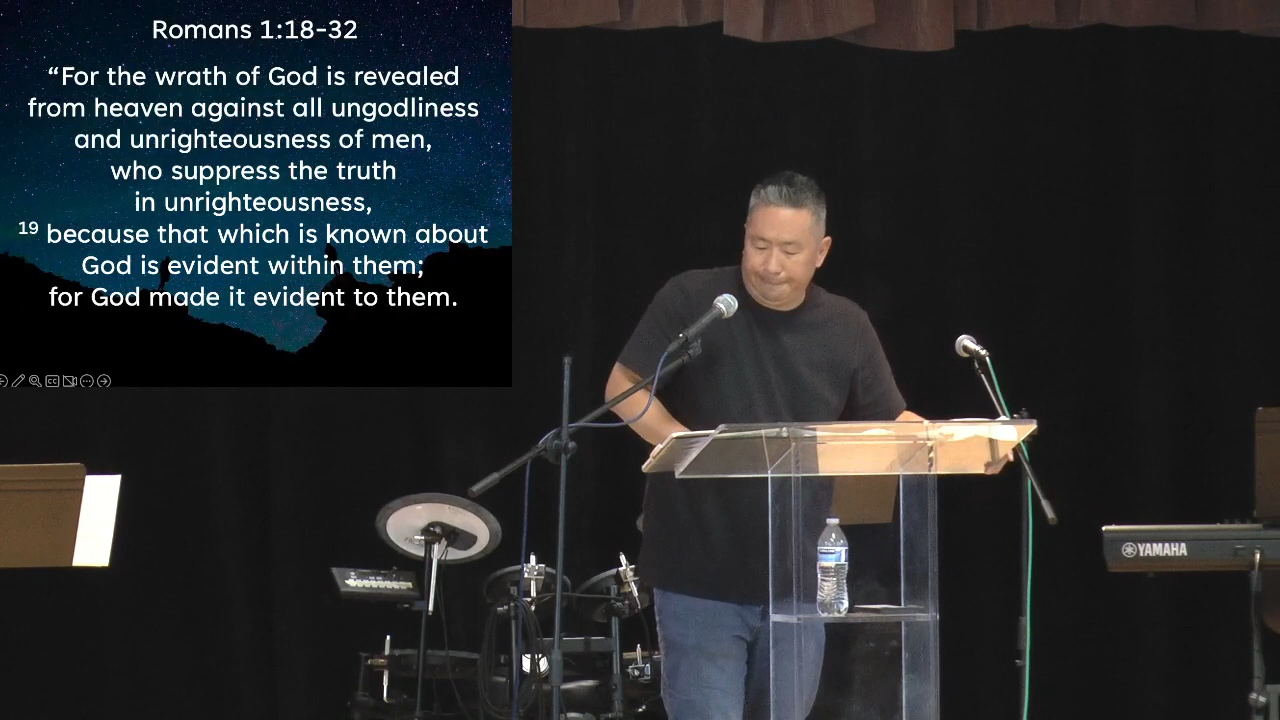 Romans 1:18-32
“For the wrath of God is revealed
from heaven against all ungodliness
and unrighteousness of men,
who suppress the truth
in unrighteousness,
19 because that which is known about
God is evident within them;
for God made it evident to them.
CC
YAMAHA